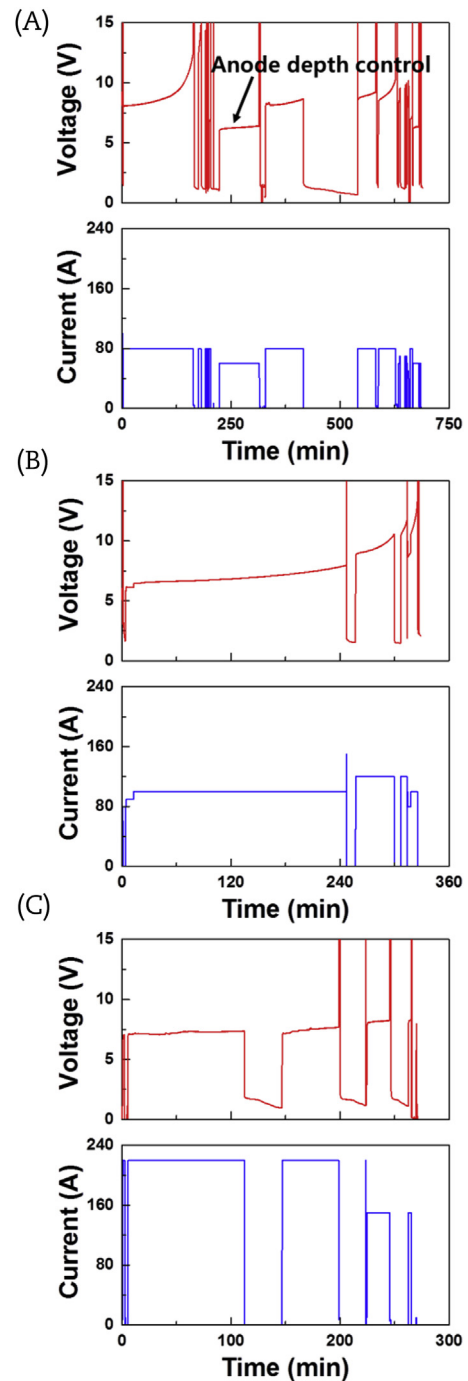 (A)
15
10
5
0
Voltage (V)
Anode depth control
240
160
80
0
Current (A)
0
250
500
750
Time (min)
(B)
15
10
5
0
Voltage (V)
240
160
80
0
Current (A)
0
120
240
360
Time (min)
(C)
15
10
5
0
Voltage (V)
240
160
80
0
Current (A)
0
100
200
300
Time (min)